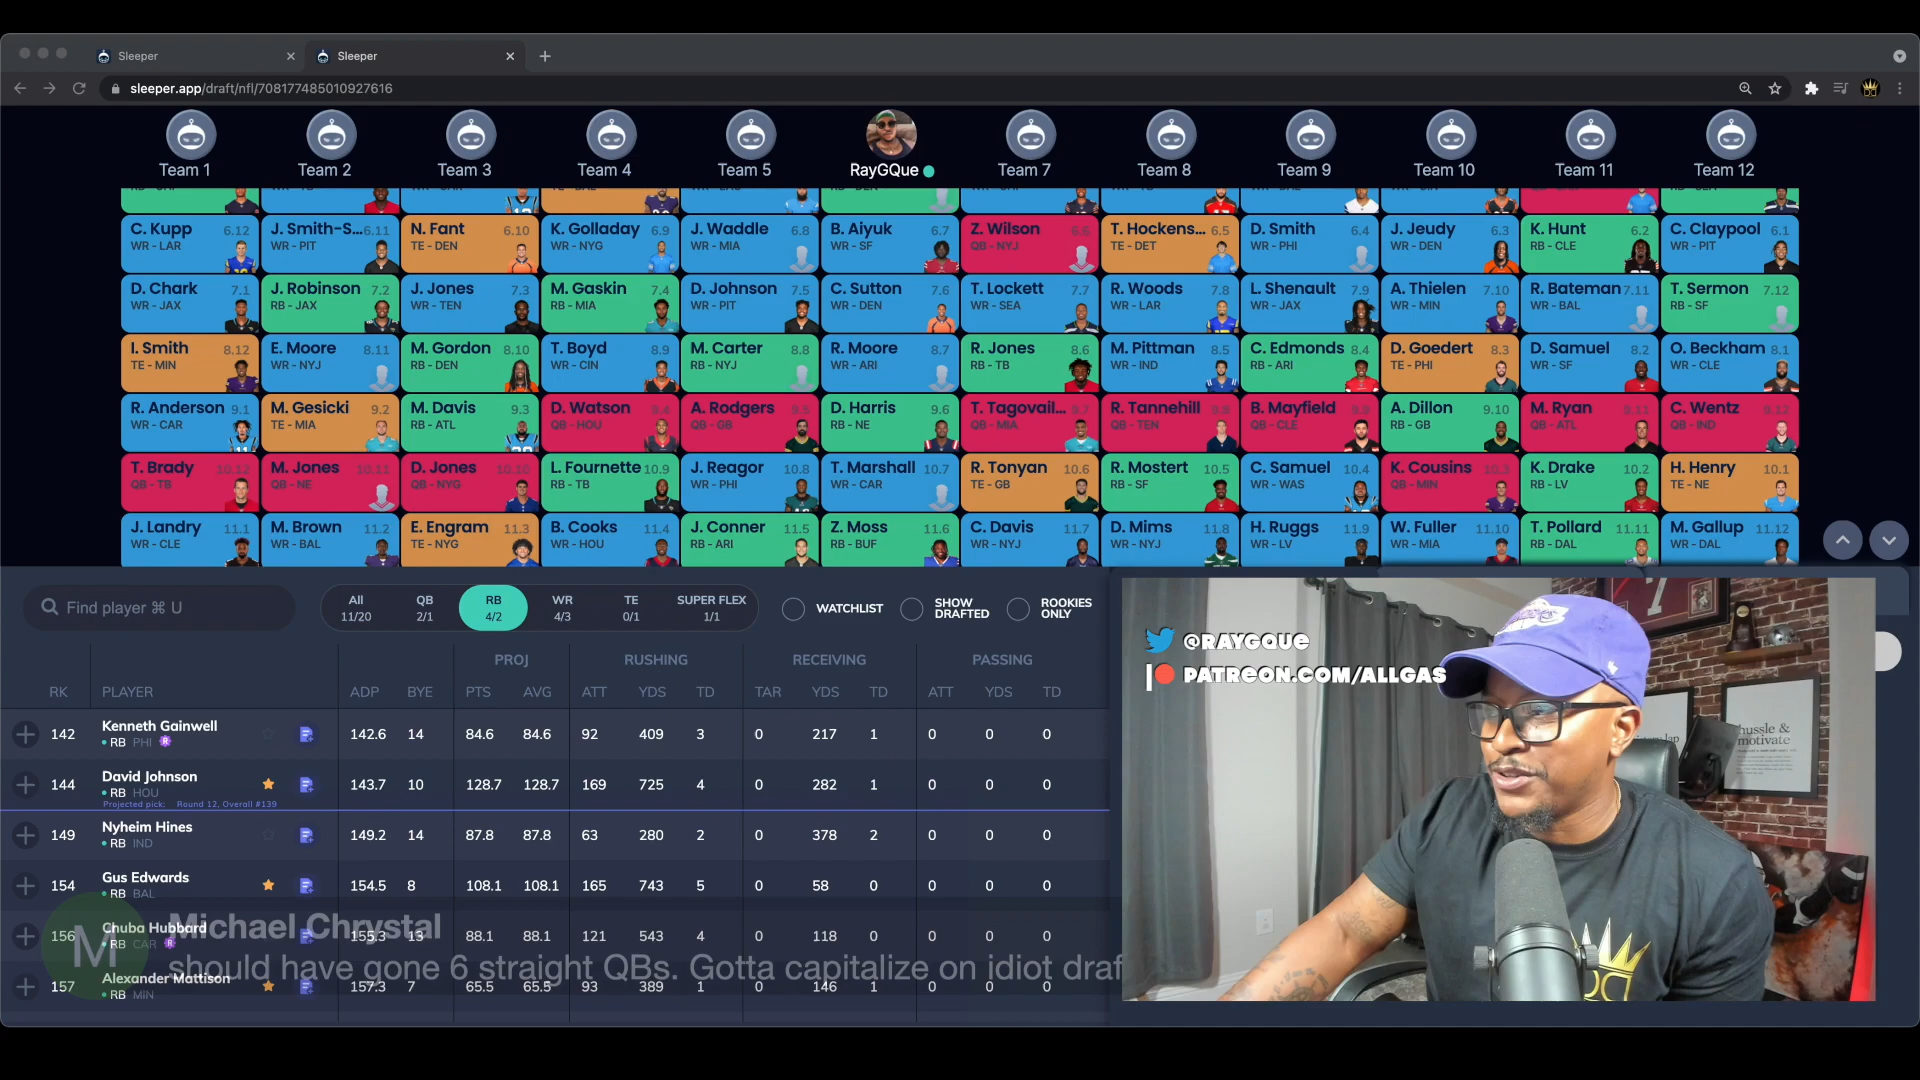 Sleeper
Sleeper
sleeper.app/draft/nfl/708177485010927616
Team 1 Team 2 Team 3 Team 4 Team 5 RayGQue Team 7 Team 8 Team 9 Team 10 Team 11 Team 12
C. Kupp 6.12 J. Smith-S... 6.11 N. Fant 6.10 K. Golladay 6.9 J. Waddle 6.8 B. Aiyuk 6.7 Z. Wilson 6.6 T. Hockens... 6.5 D. Smith 6.4 J. Jeudy 6.3 K. Hunt 6.2 C. Claypool 6.1
WR - LAR WR - PIT TE - DEN WR - NYG WR - MIA WR - SF QB - NYJ TE - DET WR - PHI WR - DEN RB - CLE WR - PIT
D. Chark 7.1 J. Robinson 7.2 J. Jones 7.3 M. Gaskin 7.4 D. Johnson 7.5 C. Sutton 7.6 T. Lockett 7.7 R. Woods 7.8 L. Shenault 7.9 A. Thielen 7.10 R. Bateman 7.11 T. Sermon 7.12
WR - JAX RB - JAX WR - TEN RB - MIA WR - PIT WR - DEN WR - SEA WR - LAR WR - JAX WR - MIN WR - BAL RB - SF
I. Smith 8.12 E. Moore 8.11 M. Gordon 8.10 T. Boyd 8.9 M. Carter 8.8 R. Moore 8.7 R. Jones 8.6 M. Pittman 8.5 C. Edmonds 8.4 D. Goedert 8.3 D. Samuel 8.2 O. Beckham 8.1
TE - MIN WR - NYJ RB - DEN WR - CIN RB - NYJ WR - ARI RB - TB WR - IND RB - ARI TE - PHI WR - SF WR - CLE
R. Anderson 9.1 M. Gesicki 9.2 M. Davis 9.3 D. Watson 9.4 A. Rodgers 9.5 D. Harris 9.6 T. Tagovail... 9.7 R. Tannehill 9.8 B. Mayfield 9.9 A. Dillon 9.10 M. Ryan 9.11 C. Wentz 9.12
WR - CAR TE - MIA RB - ATL QB - HOU QB - GB RB - NE QB - MIA QB - TEN QB - CLE RB - GB QB - ATL QB - IND
T. Brady 10.12 M. Jones 10.11 D. Jones 10.10 L. Fournette 10.9 J. Reagor 10.8 T. Marshall 10.7 R. Tonyan 10.6 R. Mostert 10.5 C. Samuel 10.4 K. Cousins 10.3 K. Drake 10.2 H. Henry 10.1
QB - TB QB - NE QB - NYG RB - TB WR - PHI WR - CAR TE - GB RB - SF WR - WAS QB - MIN RB - LV TE - NE
J. Landry 11.1 M. Brown 11.2 E. Engram 11.3 B. Cooks 11.4 J. Conner 11.5 Z. Moss 11.6 C. Davis 11.7 D. Mims 11.8 H. Ruggs 11.9 W. Fuller 11.10 T. Pollard 11.11 M. Gallup 11.12
WR - CLE WR - BAL TE - NYG WR - HOU RB - ARI RB - BUF WR - NYJ WR - NYJ WR - LV WR - MIA RB - DAL WR - DAL
Find player ⌘ U
All QB RB WR TE SUPER FLEX
11/20 2/1 4/2 4/3 0/1 1/1
WATCHLIST SHOW DRAFTED ROOKIES ONLY
PROJ RUSHING RECEIVING PASSING
RK PLAYER ADP BYE PTS AVG ATT YDS TD TAR YDS TD ATT YDS TD
142 Kenneth Gainwell 142.6 14 84.6 84.6 92 409 3 0 217 1 0 0 0
RB PHI R
144 David Johnson 143.7 10 128.7 128.7 169 725 4 0 282 1 0 0 0
RB HOU
Projected pick: Round 12, Overall #139
149 Nyheim Hines 149.2 14 87.8 87.8 63 280 2 0 378 2 0 0 0
RB IND
154 Gus Edwards 154.5 8 108.1 108.1 165 743 5 0 58 0 0 0 0
RB BAL
156 Chuba Hubbard 155.3 13 88.1 88.1 121 543 4 0 118 0 0 0 0
RB CAR R
157 Alexander Mattison 157.3 7 65.5 65.5 93 389 1 0 146 1 0 0 0
RB MIN
M
Michael Chrystal
should have gone 6 straight QBs. Gotta capitalize on idiot draf
@RAYGQUE
PATREON.COM/ALLGAS
hussle &
motivate